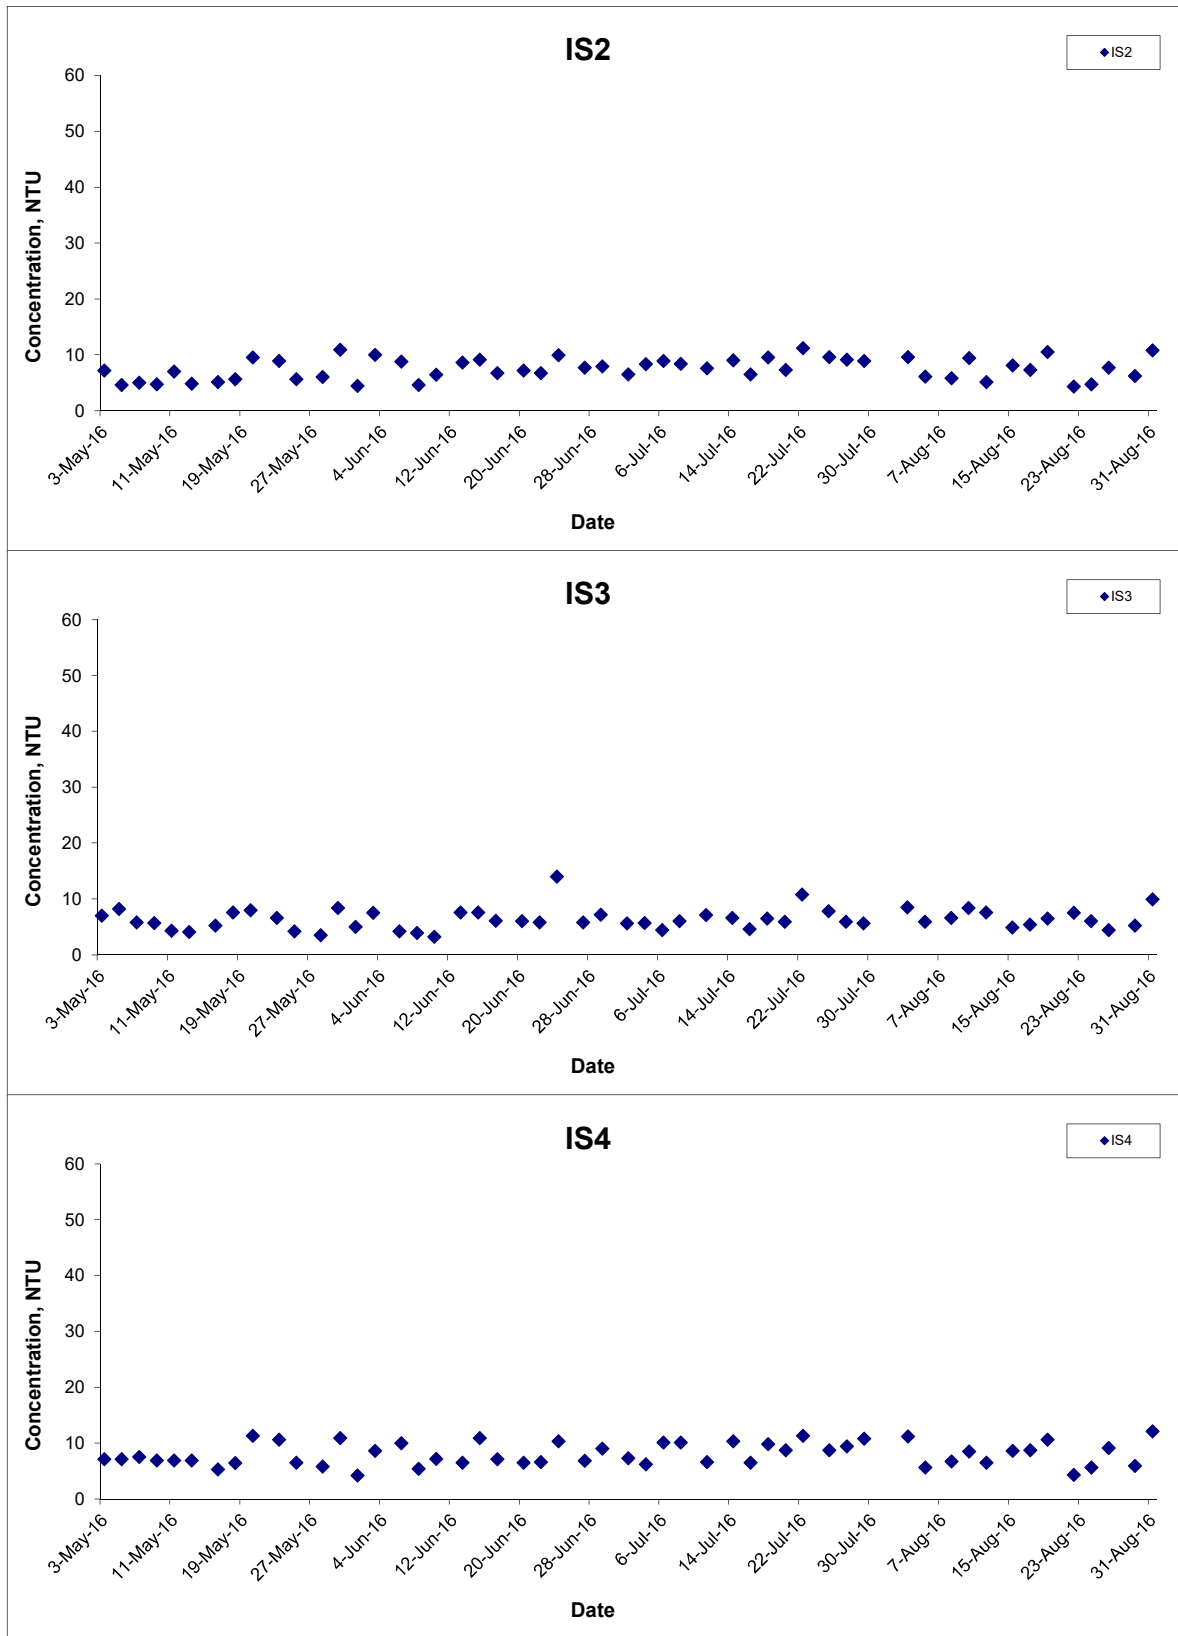 IS2
IS2
60
50
40
30
20
10
0
Concentration, NTU
3-May-16
11-May-16
19-May-16
27-May-16
4-Jun-16
12-Jun-16
20-Jun-16
28-Jun-16
6-Jul-16
14-Jul-16
22-Jul-16
30-Jul-16
7-Aug-16
15-Aug-16
23-Aug-16
31-Aug-16
Date
IS3
IS3
60
50
40
30
20
10
0
Concentration, NTU
3-May-16
11-May-16
19-May-16
27-May-16
4-Jun-16
12-Jun-16
20-Jun-16
28-Jun-16
6-Jul-16
14-Jul-16
22-Jul-16
30-Jul-16
7-Aug-16
15-Aug-16
23-Aug-16
31-Aug-16
Date
IS4
IS4
60
50
40
30
20
10
0
Concentration, NTU
3-May-16
11-May-16
19-May-16
27-May-16
4-Jun-16
12-Jun-16
20-Jun-16
28-Jun-16
6-Jul-16
14-Jul-16
22-Jul-16
30-Jul-16
7-Aug-16
15-Aug-16
23-Aug-16
31-Aug-16
Date